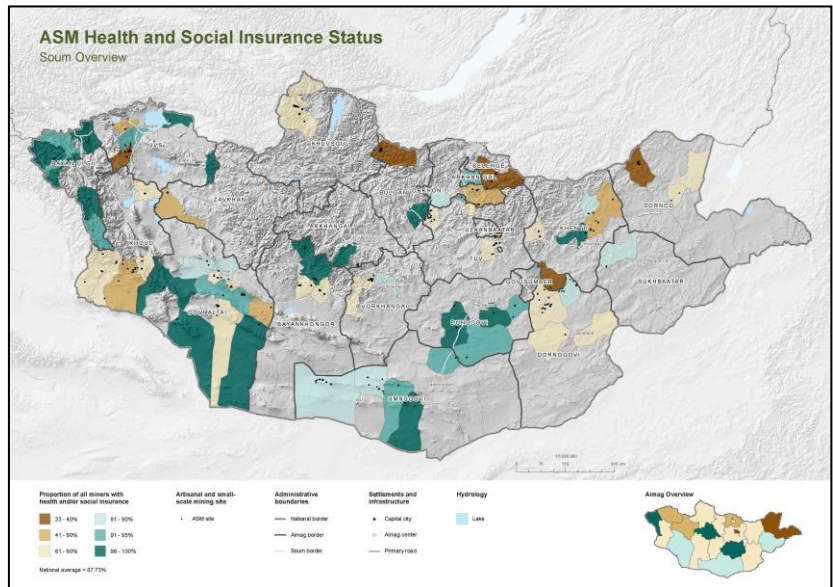 ASM Health and Social Insurance Status
Soum Overview
KHUVSGUL
UVS
BAYAN-ULGII
SELENGE
DARKHAN-UUL
BULGAN
ORKHON
ZAVKHAN
ARKHANGAI
ULAANBAATAR
KHENTII
DORNOD
KHOVD
TUV
SUKHBAATAR
GOVISUMBER
GOVI-ALTAI
BAYANKHONGOR
UVORKHANGAI
DUNDGOVI
DORNOGOVI
UMNUGOVI
Proportion of all miners with
health and/or social insurance
33 - 40%
41 - 60%
61 - 80%
81 - 90%
91 - 95%
96 - 100%
National average = 67.73%
Artisanal and small-
scale mining site
ASM site
Administrative
boundaries
National border
Aimag border
Soum border
Settlements and
infrastructure
Capital city
Aimag center
Primary road
Hydrology
Lake
Aimag Overview